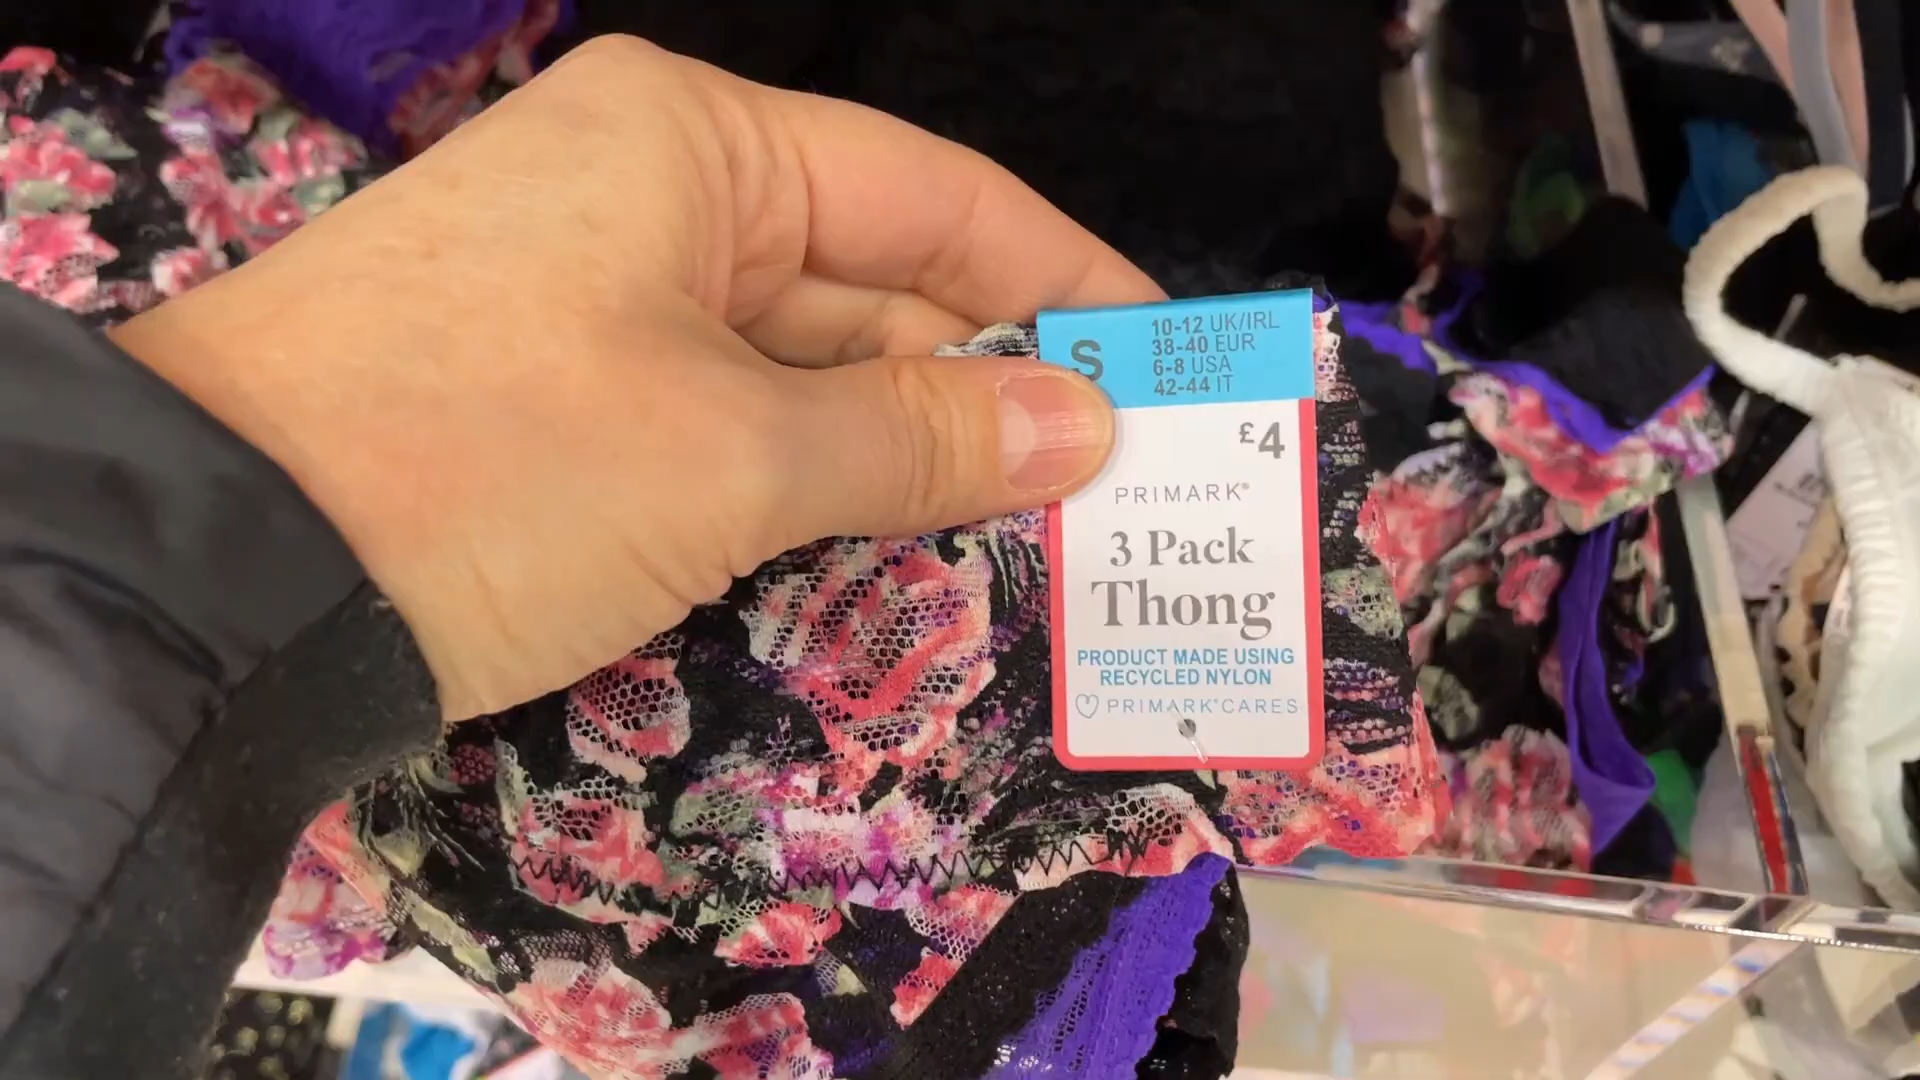 S
10-12 UK/IRL
38-40 EUR
6-8 USA
42-44 IT
£4
PRIMARK®
3 Pack
Thong
PRODUCT MADE USING
RECYCLED NYLON
PRIMARK®CARES